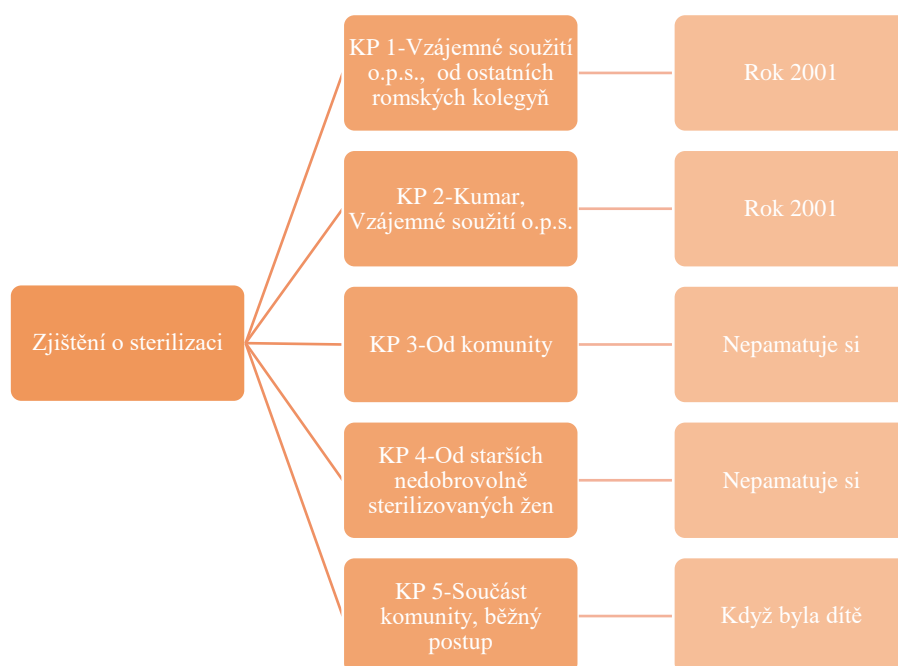 KP 1-Vzájemné soužití
o.p.s.,  od ostatních
romských kolegyň
Rok 2001
KP 2-Kumar,
Vzájemné soužití o.p.s.
Rok 2001
Zjištění o sterilizaci
KP 3-Od komunity
Nepamatuje si
KP 4-Od starších
nedobrovolně
sterilizovaných žen
Nepamatuje si
KP 5-Součást
komunity, běžný
postup
Když byla dítě